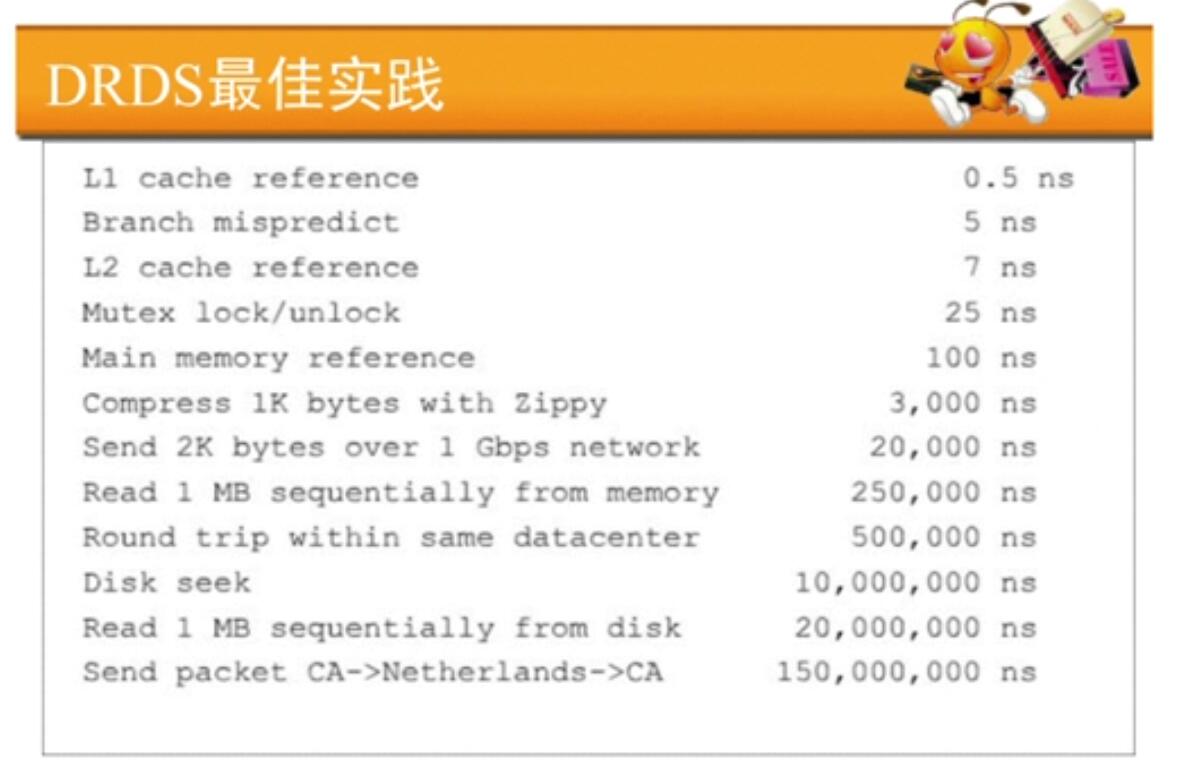 DRDS最佳实践
L1 cache reference 0.5 ns
Branch mispredict 5 ns
L2 cache reference 7 ns
Mutex lock/unlock 25 ns
Main memory reference 100 ns
Compress 1K bytes with Zippy 3,000 ns
Send 2K bytes over 1 Gbps network 20,000 ns
Read 1 MB sequentially from memory 250,000 ns
Round trip within same datacenter 500,000 ns
Disk seek 10,000,000 ns
Read 1 MB sequentially from disk 20,000,000 ns
Send packet CA->Netherlands->CA 150,000,000 ns
SALE